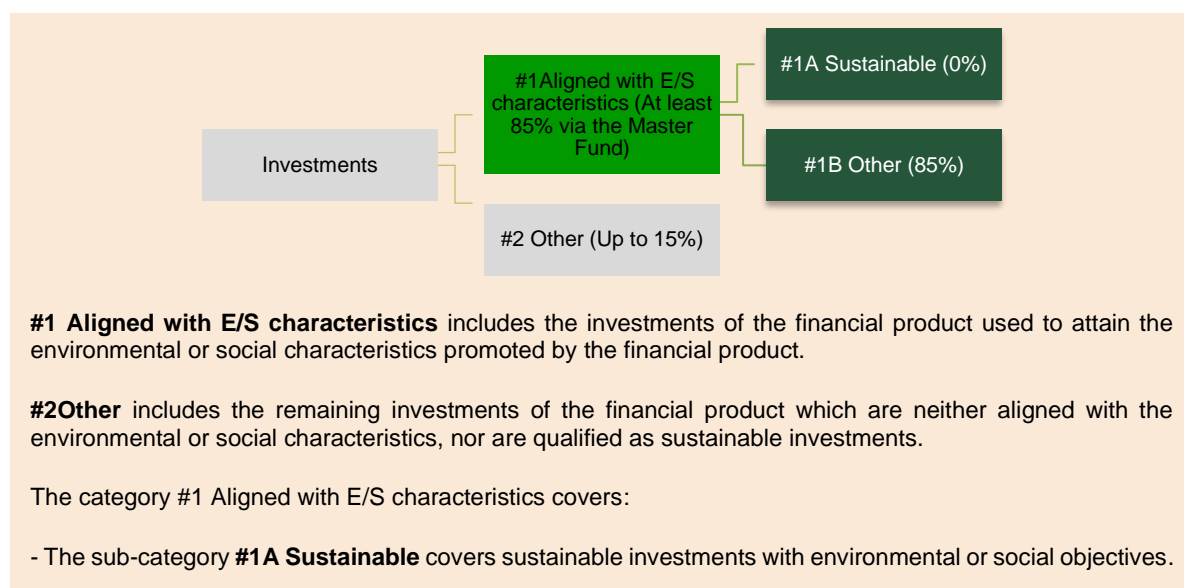 #1Aligned with E/S
characteristics (At least
85% via the Master
Fund)
#1A Sustainable (0%)
Investments
#1B Other (85%)
#2 Other (Up to 15%)
#1 Aligned with E/S characteristics includes the investments of the financial product used to attain the
environmental or social characteristics promoted by the financial product.
#2Other includes the remaining investments of the financial product which are neither aligned with the
environmental or social characteristics, nor are qualified as sustainable investments.
The category #1 Aligned with E/S characteristics covers:
- The sub-category #1A Sustainable covers sustainable investments with environmental or social objectives.